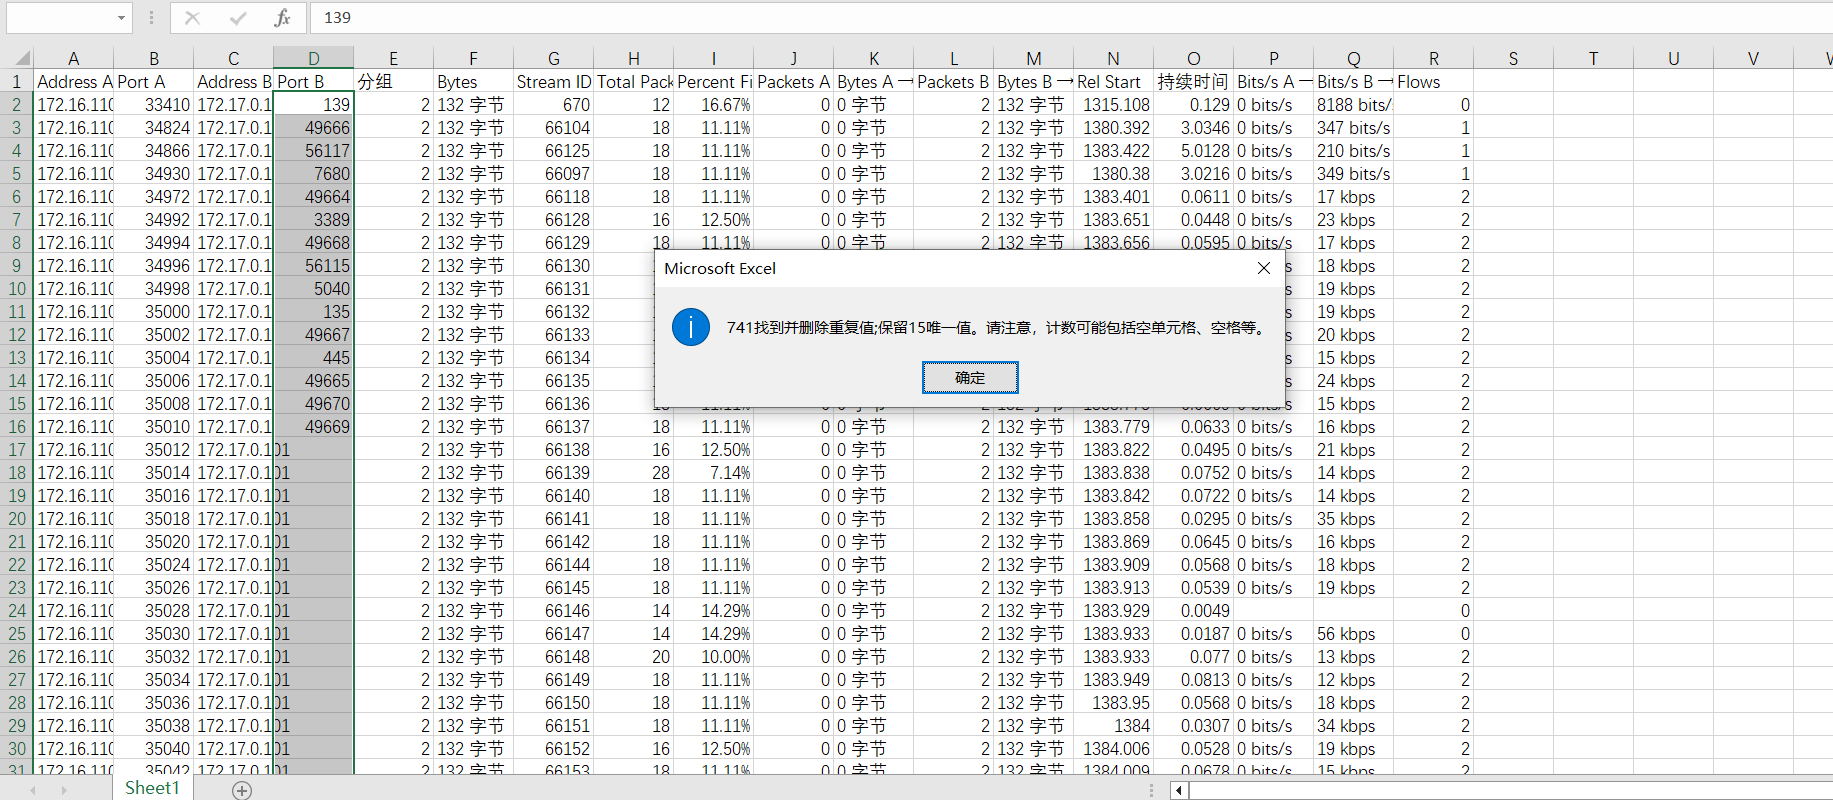 139
A B C D E F G H I J K L M N O P Q R S T U V
1 Address A Port A Address B Port B 分组 Bytes Stream ID Total Pack Percent Fi Packets A Bytes A → Packets B Bytes B → Rel Start 持续时间 Bits/s A → Bits/s B → Flows
2 172.16.110 33410 172.17.0.1 139 2 132 字节 670 12 16.67% 0 0 字节 2 132 字节 1315.108 0.129 0 bits/s 8188 bits/ 0
3 172.16.110 34824 172.17.0.1 49666 2 132 字节 66104 18 11.11% 0 0 字节 2 132 字节 1380.392 3.0346 0 bits/s 347 bits/s 1
4 172.16.110 34866 172.17.0.1 56117 2 132 字节 66125 18 11.11% 0 0 字节 2 132 字节 1383.422 5.0128 0 bits/s 210 bits/s 1
5 172.16.110 34930 172.17.0.1 7680 2 132 字节 66097 18 11.11% 0 0 字节 2 132 字节 1380.38 3.0216 0 bits/s 349 bits/s 1
6 172.16.110 34972 172.17.0.1 49664 2 132 字节 66118 18 11.11% 0 0 字节 2 132 字节 1383.401 0.0611 0 bits/s 17 kbps 2
7 172.16.110 34992 172.17.0.1 3389 2 132 字节 66128 16 12.50% 0 0 字节 2 132 字节 1383.651 0.0448 0 bits/s 23 kbps 2
8 172.16.110 34994 172.17.0.1 49668 2 132 字节 66129 18 11.11% 0 0 字节 2 132 字节 1383.656 0.0595 0 bits/s 17 kbps 2
9 172.16.110 34996 172.17.0.1 56115 2 132 字节 66130 s 18 kbps 2
10 172.16.110 34998 172.17.0.1 5040 2 132 字节 66131 s 19 kbps 2
11 172.16.110 35000 172.17.0.1 135 2 132 字节 66132 s 19 kbps 2
12 172.16.110 35002 172.17.0.1 49667 2 132 字节 66133 s 20 kbps 2
13 172.16.110 35004 172.17.0.1 445 2 132 字节 66134 s 15 kbps 2
14 172.16.110 35006 172.17.0.1 49665 2 132 字节 66135 s 24 kbps 2
15 172.16.110 35008 172.17.0.1 49670 2 132 字节 66136 s 15 kbps 2
Microsoft Excel
741找到并删除重复值;保留15唯一值。请注意，计数可能包括空单元格、空格等。
确定
16 172.16.110 35010 172.17.0.1 49669 2 132 字节 66137 18 11.11% 0 0 字节 2 132 字节 1383.779 0.0633 0 bits/s 16 kbps 2
17 172.16.110 35012 172.17.0.101 2 132 字节 66138 16 12.50% 0 0 字节 2 132 字节 1383.822 0.0495 0 bits/s 21 kbps 2
18 172.16.110 35014 172.17.0.101 2 132 字节 66139 28 7.14% 0 0 字节 2 132 字节 1383.838 0.0752 0 bits/s 14 kbps 2
19 172.16.110 35016 172.17.0.101 2 132 字节 66140 18 11.11% 0 0 字节 2 132 字节 1383.842 0.0722 0 bits/s 14 kbps 2
20 172.16.110 35018 172.17.0.101 2 132 字节 66141 18 11.11% 0 0 字节 2 132 字节 1383.858 0.0295 0 bits/s 35 kbps 2
21 172.16.110 35020 172.17.0.101 2 132 字节 66142 18 11.11% 0 0 字节 2 132 字节 1383.869 0.0645 0 bits/s 16 kbps 2
22 172.16.110 35024 172.17.0.101 2 132 字节 66144 18 11.11% 0 0 字节 2 132 字节 1383.909 0.0568 0 bits/s 18 kbps 2
23 172.16.110 35026 172.17.0.101 2 132 字节 66145 18 11.11% 0 0 字节 2 132 字节 1383.913 0.0539 0 bits/s 19 kbps 2
24 172.16.110 35028 172.17.0.101 2 132 字节 66146 14 14.29% 0 0 字节 2 132 字节 1383.929 0.0049 0
25 172.16.110 35030 172.17.0.101 2 132 字节 66147 14 14.29% 0 0 字节 2 132 字节 1383.933 0.0187 0 bits/s 56 kbps 0
26 172.16.110 35032 172.17.0.101 2 132 字节 66148 20 10.00% 0 0 字节 2 132 字节 1383.933 0.077 0 bits/s 13 kbps 2
27 172.16.110 35034 172.17.0.101 2 132 字节 66149 18 11.11% 0 0 字节 2 132 字节 1383.949 0.0813 0 bits/s 12 kbps 2
28 172.16.110 35036 172.17.0.101 2 132 字节 66150 18 11.11% 0 0 字节 2 132 字节 1383.95 0.0568 0 bits/s 18 kbps 2
29 172.16.110 35038 172.17.0.101 2 132 字节 66151 18 11.11% 0 0 字节 2 132 字节 1384 0.0307 0 bits/s 34 kbps 2
30 172.16.110 35040 172.17.0.101 2 132 字节 66152 16 12.50% 0 0 字节 2 132 字节 1384.006 0.0528 0 bits/s 19 kbps 2
31 172.16.110 35042 172.17.0.101 2 132 字节 66153 18 11.11% 0 0 字节 2 132 字节 1384.009 0.0678 0 bits/s 15 kbps 2
Sheet1